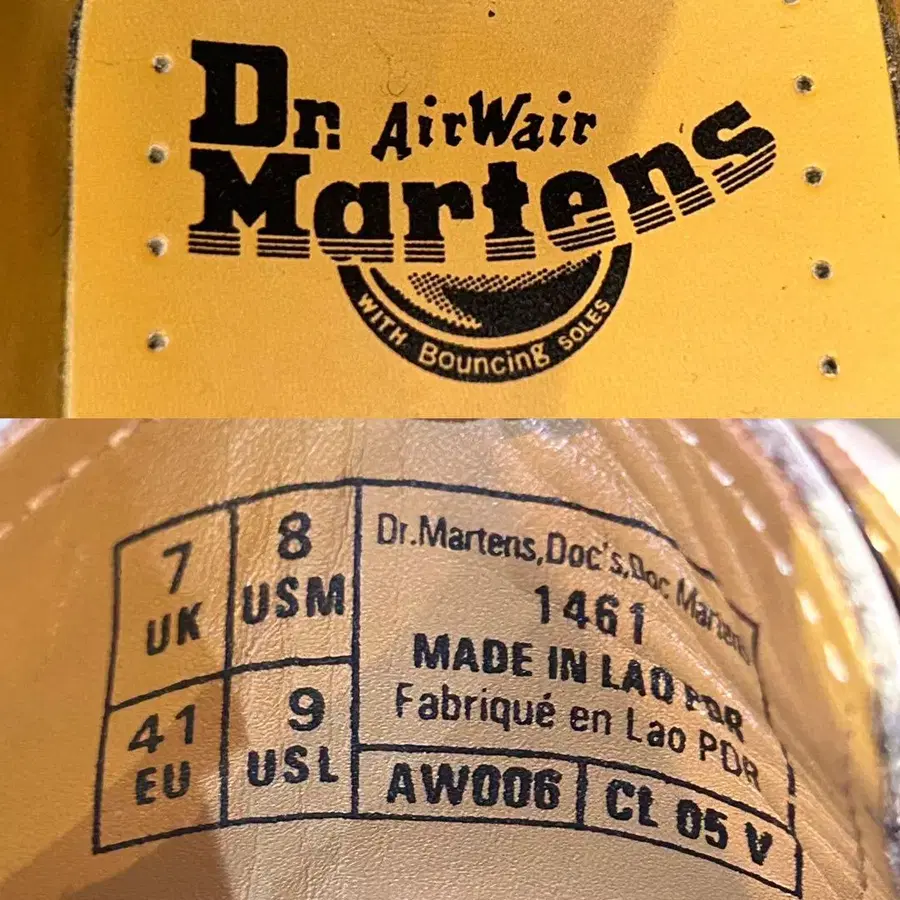 Dr. AirWair
Martens
WITH Bouncing SOLES
7
UK
8
USM
41
EU
9
USL
Dr.Martens,Doc's,Doc Martens
1461
MADE IN LAO PDR
Fabriqué en Lao PDR
AW006
CL 05 V